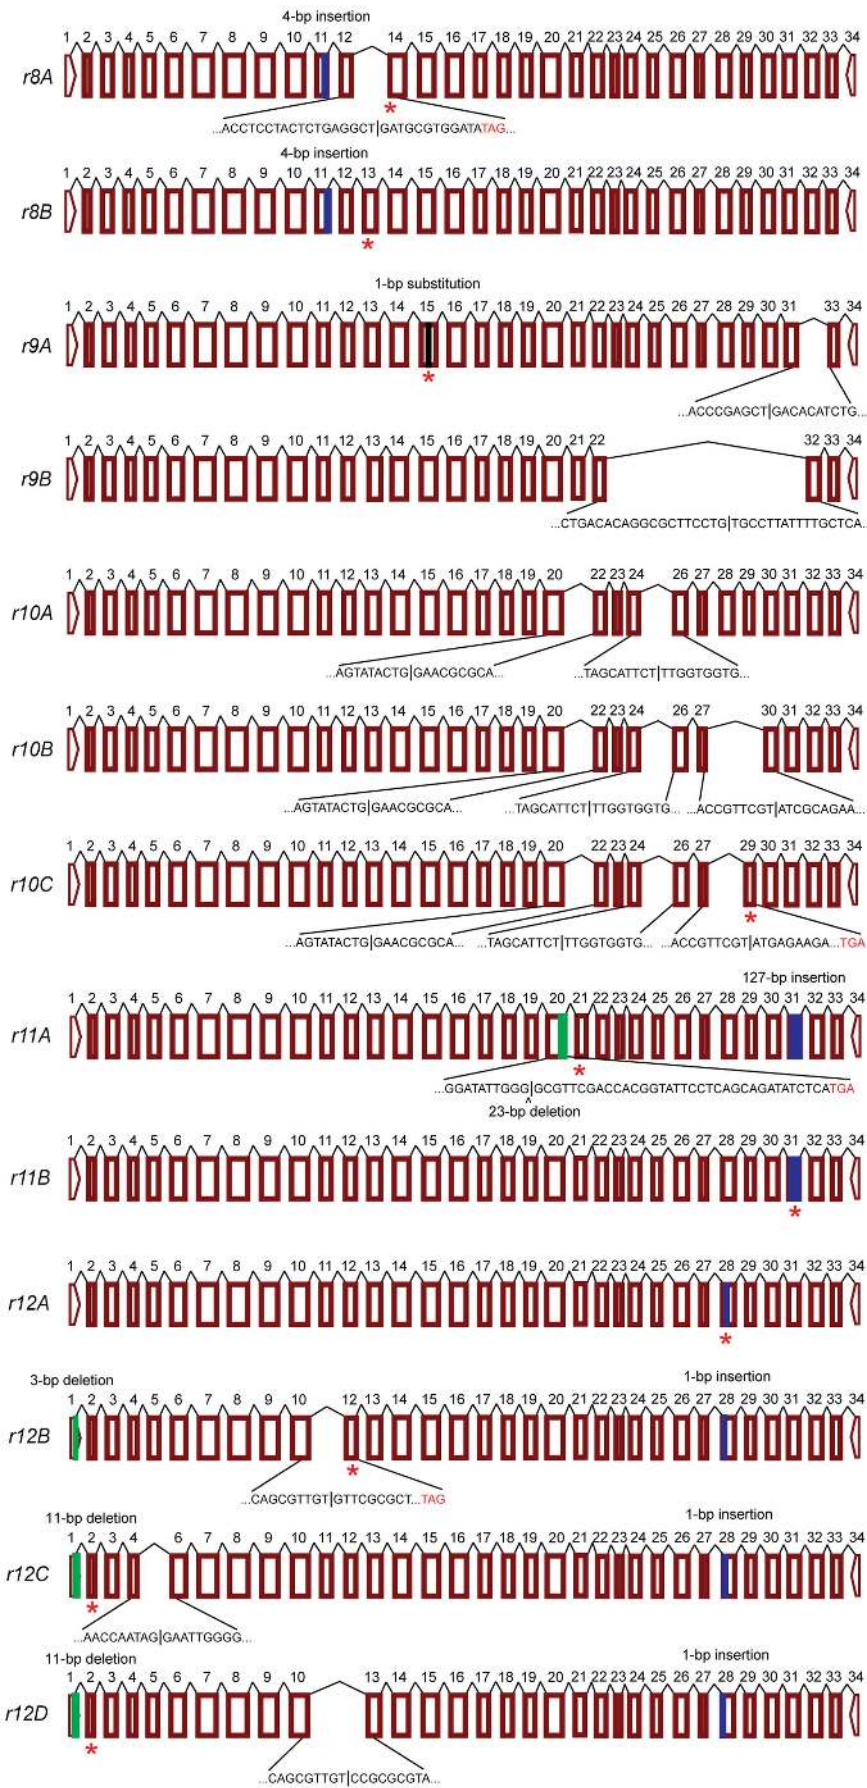 4-bp insertion
1 2 3 4 5 6 7 8 9 10 11 12 14 15 16 17 18 19 20 21 22 23 24 25 26 27 28 29 30 31 32 33 34
r8A
*
...ACCTCCTACTCTGAGGCT|GATGCGTGGATATAG...
4-bp insertion
1 2 3 4 5 6 7 8 9 10 11 12 13 14 15 16 17 18 19 20 21 22 23 24 25 26 27 28 29 30 31 32 33 34
r8B
*
1-bp substitution
1 2 3 4 5 6 7 8 9 10 11 12 13 14 15 16 17 18 19 20 21 22 23 24 25 26 27 28 29 30 31 33 34
r9A
*
...ACCCGAGCT|GACACATCTG...
1 2 3 4 5 6 7 8 9 10 11 12 13 14 15 16 17 18 19 20 21 22 32 33 34
r9B
...CTGACACAGGCGCTTCCTG|TGCCTTATTTTGCTCA...
1 2 3 4 5 6 7 8 9 10 11 12 13 14 15 16 17 18 19 20 22 23 24 26 27 28 29 30 31 32 33 34
r10A
...AGTATACTG|GAACGCGCA... ...TAGCATTCT|TTGGTGGTG...
1 2 3 4 5 6 7 8 9 10 11 12 13 14 15 16 17 18 19 20 22 23 24 26 27 30 31 32 33 34
r10B
...AGTATACTG|GAACGCGCA... ...TAGCATTCT|TTGGTGGTG... ...ACCGTTCGT|ATCGCAGAA...
1 2 3 4 5 6 7 8 9 10 11 12 13 14 15 16 17 18 19 20 22 23 24 26 27 29 30 31 32 33 34
r10C
*
...AGTATACTG|GAACGCGCA... ...TAGCATTCT|TTGGTGGTG... ...ACCGTTCGT|ATGAGAAGA...TGA
127-bp insertion
1 2 3 4 5 6 7 8 9 10 11 12 13 14 15 16 17 18 19 20 21 22 23 24 25 26 27 28 29 30 31 32 33 34
r11A
*
...GGATATTGGG|GCGTTCGACCACGGTATTCCTCAGCAGATATCTCATGA
^
23-bp deletion
1 2 3 4 5 6 7 8 9 10 11 12 13 14 15 16 17 18 19 20 21 22 23 24 25 26 27 28 29 30 31 32 33 34
r11B
*
1 2 3 4 5 6 7 8 9 10 11 12 13 14 15 16 17 18 19 20 21 22 23 24 25 26 27 28 29 30 31 32 33 34
r12A
*
3-bp deletion 1-bp insertion
1 2 3 4 5 6 7 8 9 10 12 13 14 15 16 17 18 19 20 21 22 23 24 25 26 27 28 29 30 31 32 33 34
r12B
*
...CAGCGTTGT|GTTCGCGCT...TAG
11-bp deletion 1-bp insertion
1 2 3 4 6 7 8 9 10 11 12 13 14 15 16 17 18 19 20 21 22 23 24 25 26 27 28 29 30 31 32 33 34
r12C
*
...AACCAATAG|GAATTGGGG...
11-bp deletion 1-bp insertion
1 2 3 4 5 6 7 8 9 10 13 14 15 16 17 18 19 20 21 22 23 24 25 26 27 28 29 30 31 32 33 34
r12D
*
...CAGCGTTGT|CCGCGCGTA...